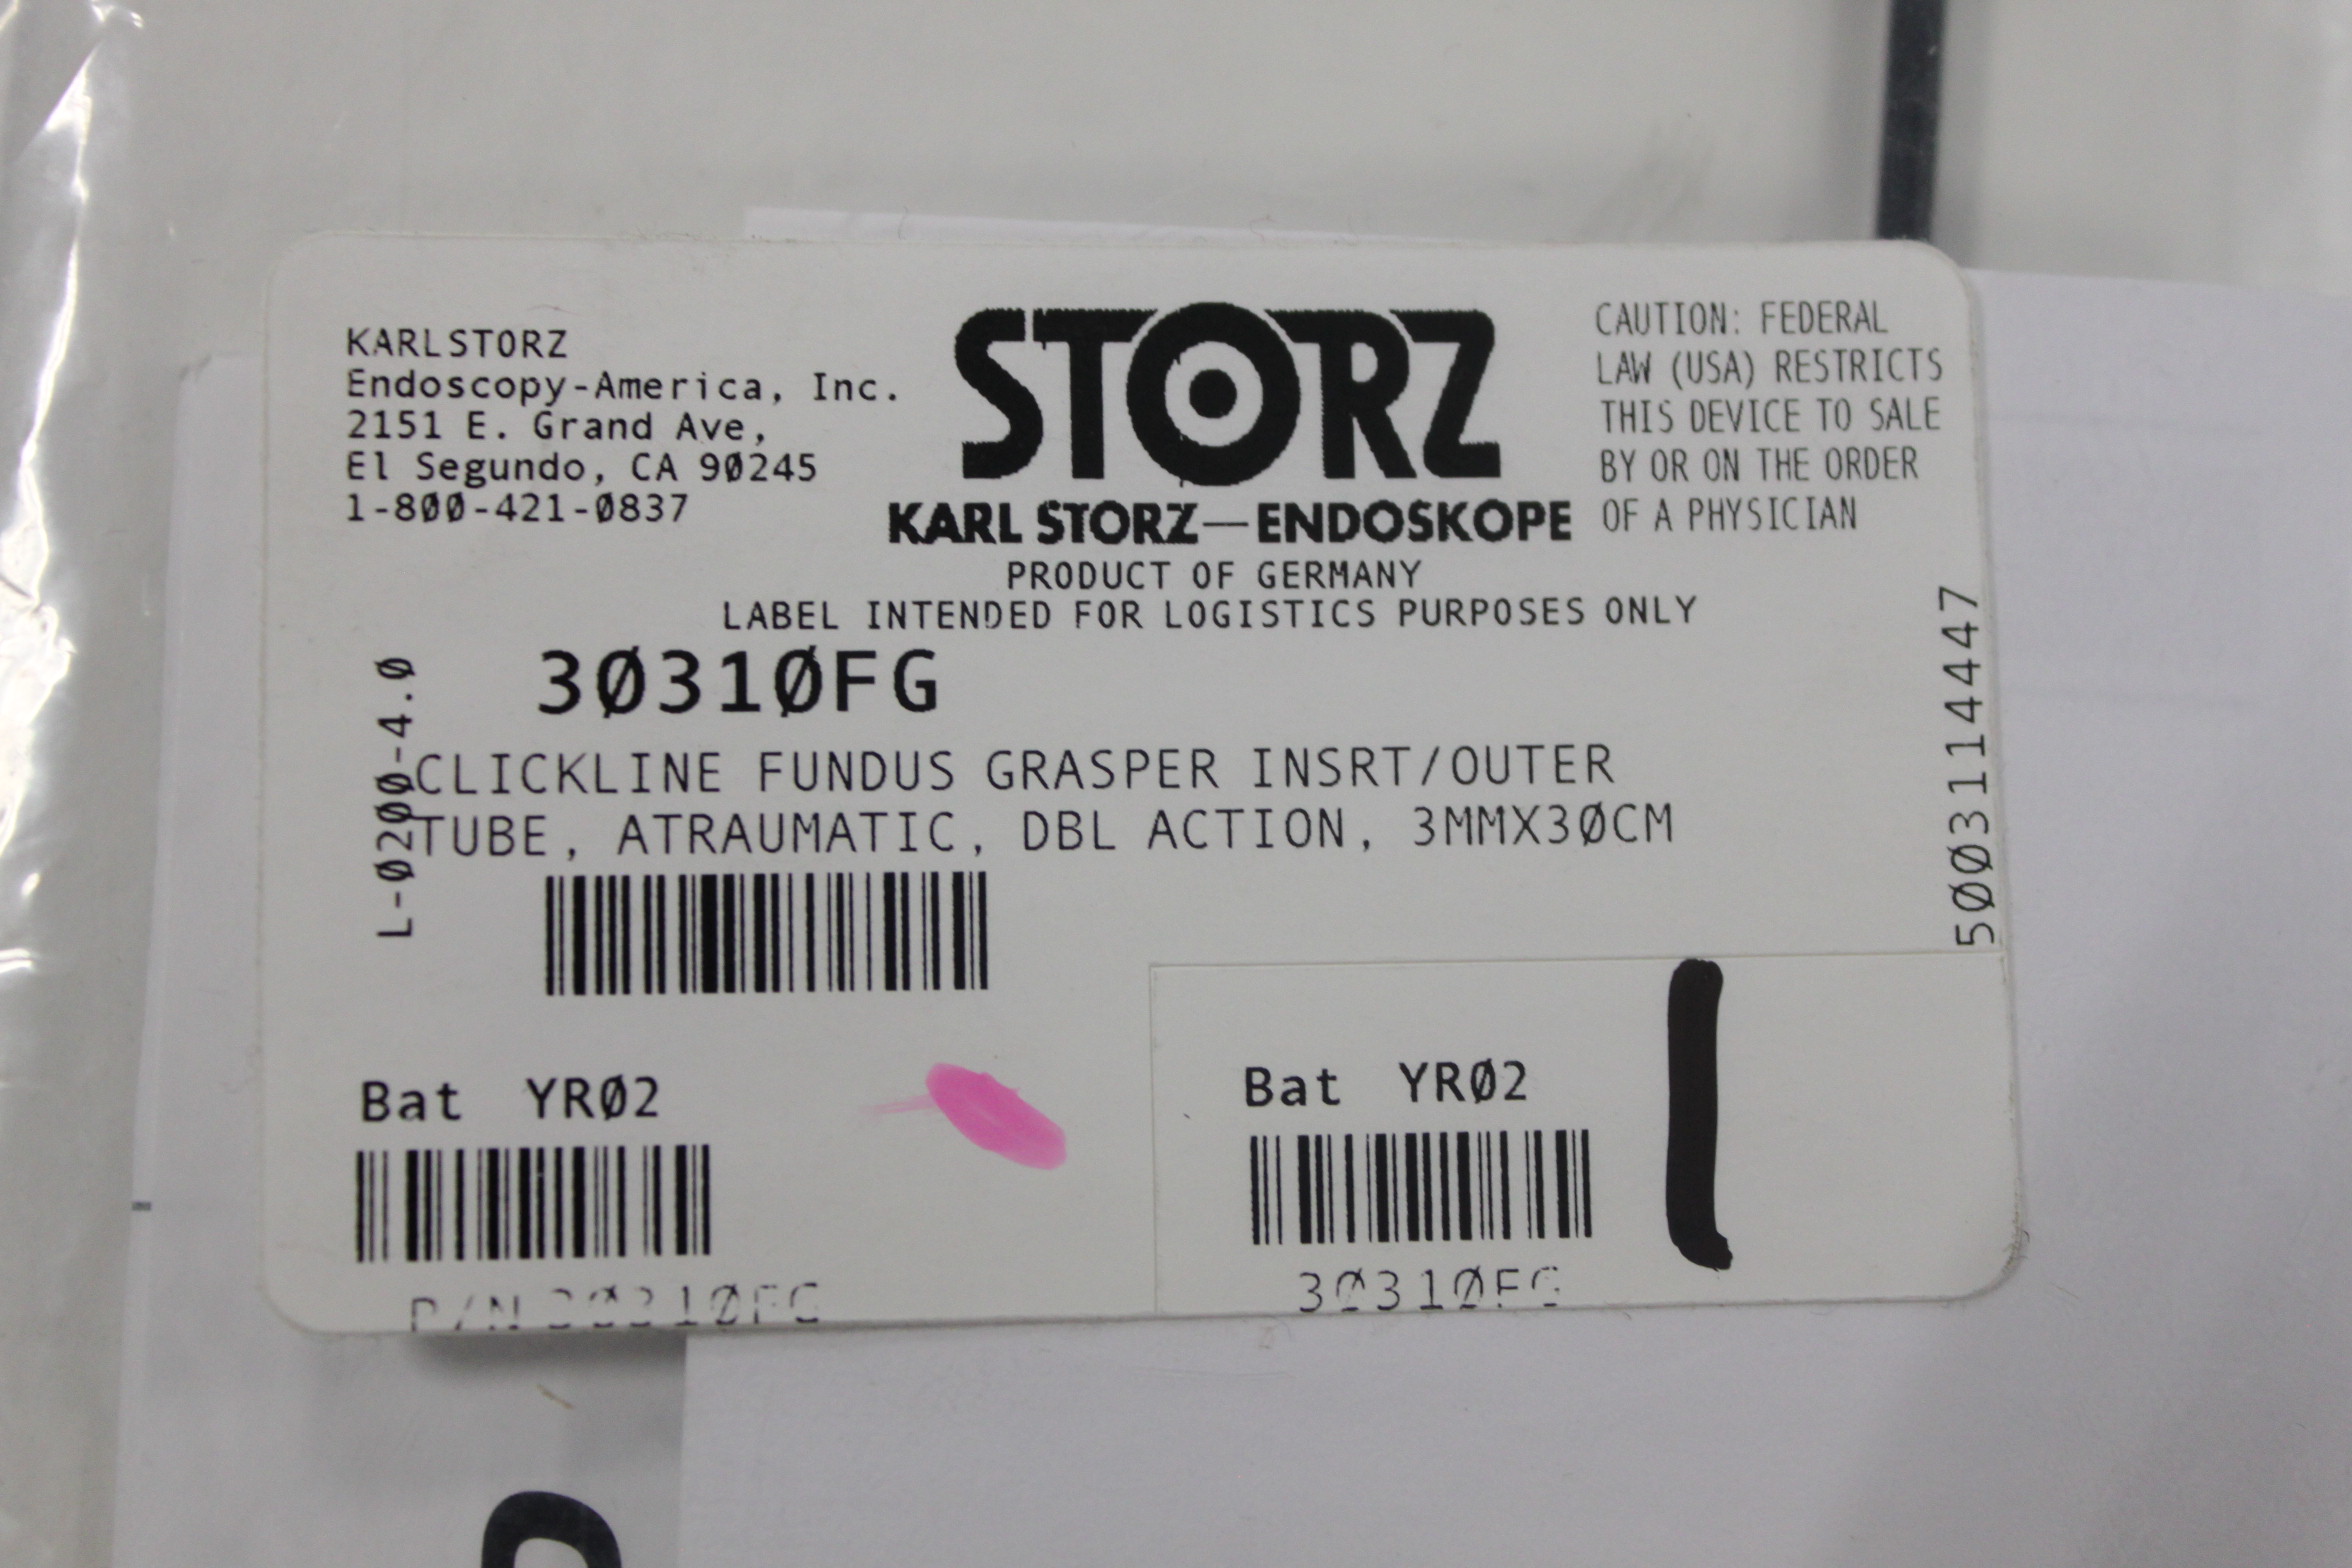 KARLSTORZ
Endoscopy-America, Inc.
2151 E. Grand Ave,
El Segundo, CA 90245
1-800-421-0837
STORZ
KARL STORZ—ENDOSKOPE
CAUTION: FEDERAL
LAW (USA) RESTRICTS
THIS DEVICE TO SALE
BY OR ON THE ORDER
OF A PHYSICIAN
PRODUCT OF GERMANY
LABEL INTENDED FOR LOGISTICS PURPOSES ONLY
30310FG
L-0200-4.0
CLICKLINE FUNDUS GRASPER INSRT/OUTER
TUBE, ATRAUMATIC, DBL ACTION, 3MMX30CM
5003114447
Bat YR02
P/N 30310FG
Bat YR02
30310FG
1